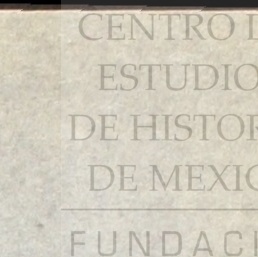 CENTRO D
ESTUDIO
DE HISTOR
DE MEXIC
FUNDACI